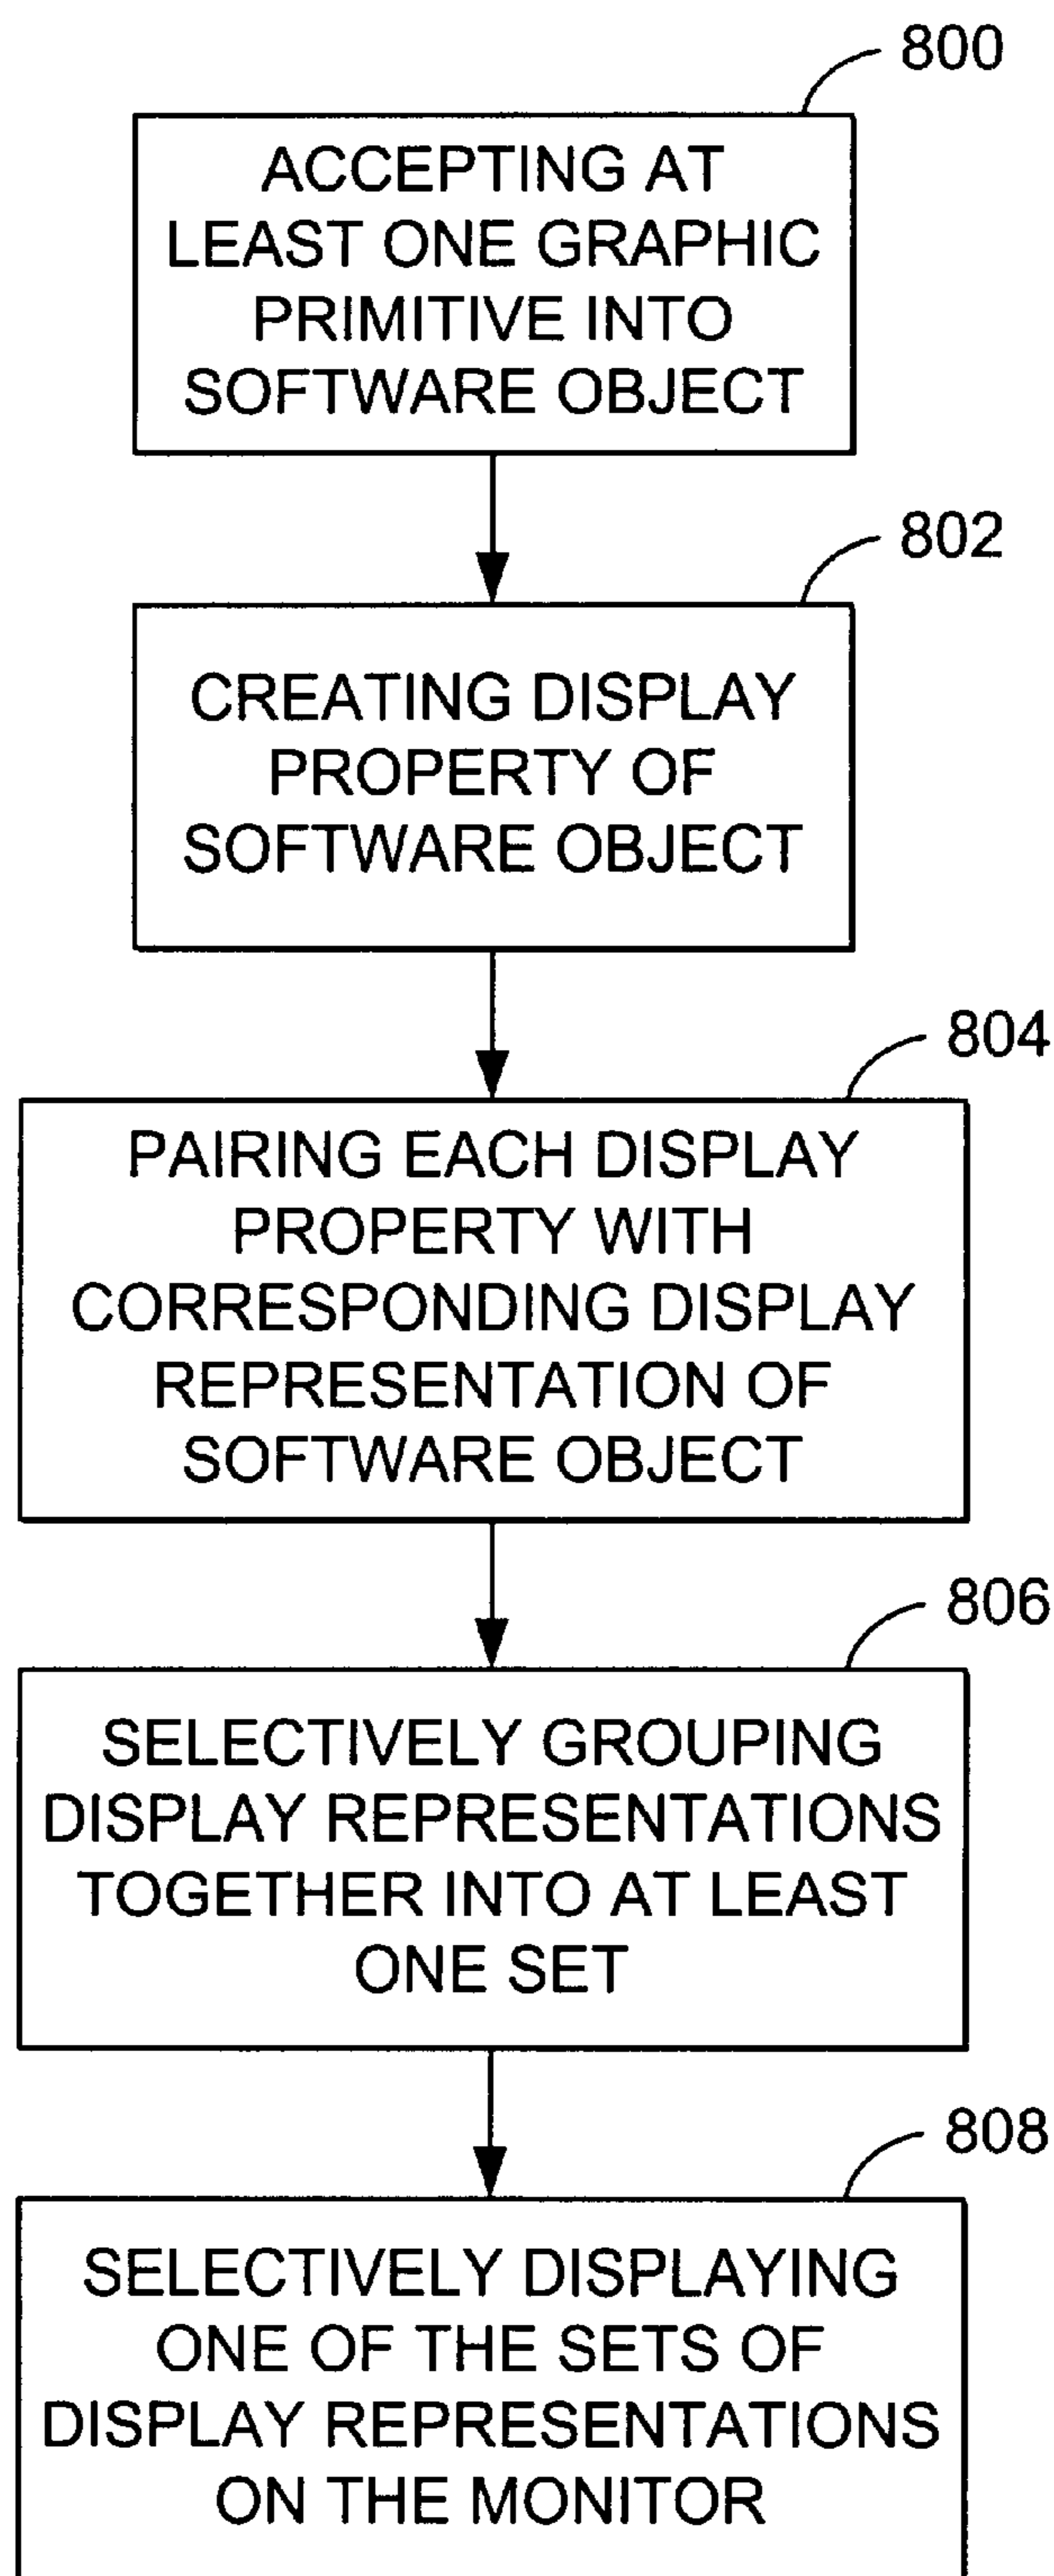 800
ACCEPTING AT
LEAST ONE GRAPHIC
PRIMITIVE INTO
SOFTWARE OBJECT
802
CREATING DISPLAY
PROPERTY OF
SOFTWARE OBJECT
804
PAIRING EACH DISPLAY
PROPERTY WITH
CORRESPONDING DISPLAY
REPRESENTATION OF
SOFTWARE OBJECT
806
SELECTIVELY GROUPING
DISPLAY REPRESENTATIONS
TOGETHER INTO AT LEAST
ONE SET
808
SELECTIVELY DISPLAYING
ONE OF THE SETS OF
DISPLAY REPRESENTATIONS
ON THE MONITOR